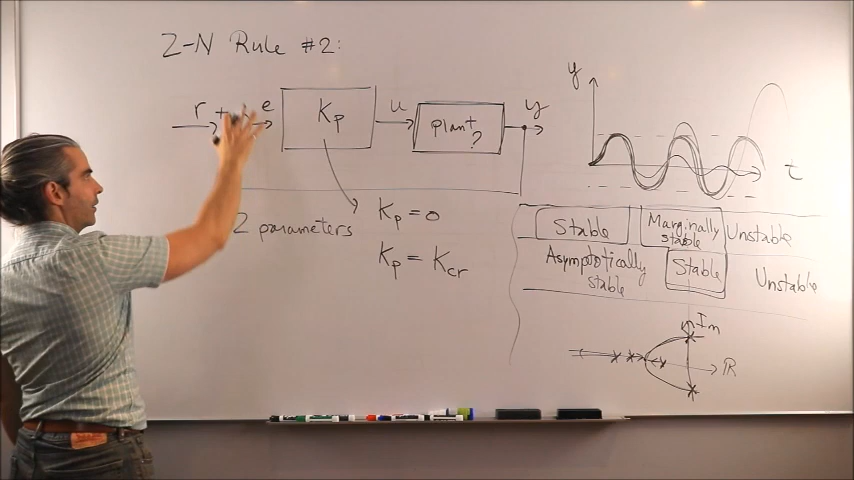 Z-N Rule #2:
r + e
Kp
u
plant?
y
2 parameters
Kp = 0
Kp = Kcr
y
t
Stable Marginally stable Unstable
Asymptotically stable Stable Unstable
Im
R